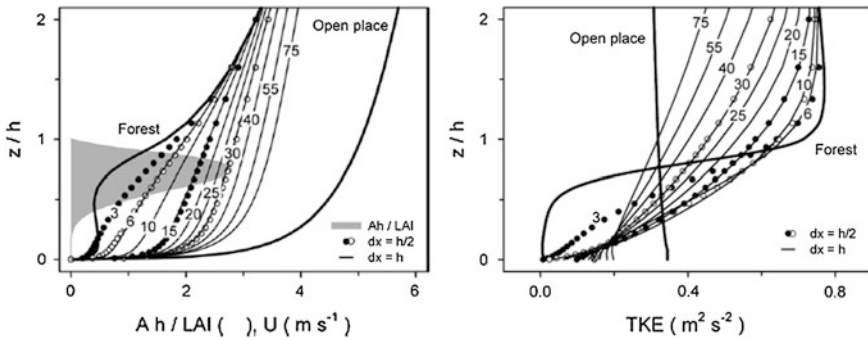 2
1
0
z / h
Open place
75
55
40
30
25
20
15
10
6
3
Forest
Ah / LAI
dx = h/2
dx = h
0
2
4
6
A h / LAI ( ), U ( m s⁻¹ )
2
1
0
z / h
Open place
75
55
40
30
25
20
15
10
6
3
Forest
dx = h/2
dx = h
0.0
0.4
0.8
TKE ( m² s⁻² )